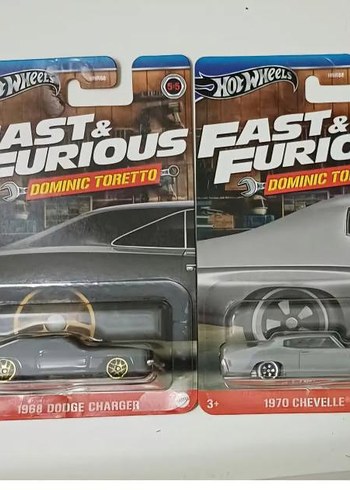 HOT WHEELS
5/5
FAST &
FURIOUS
DOMINIC TORETTO
1968 DODGE CHARGER
HOT WHEELS
FAST &
FURIO
DOMINIC TO
3+
1970 CHEVELLE